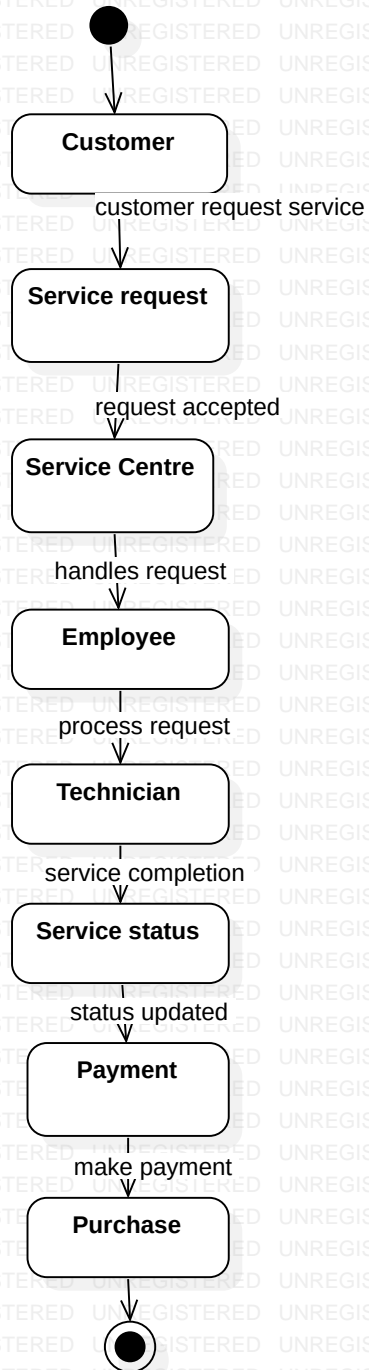 Customer
customer request service
Service request
request accepted
Service Centre
handles request
Employee
process request
Technician
service completion
Service status
status updated
Payment
make payment
Purchase
UNREGISTERED